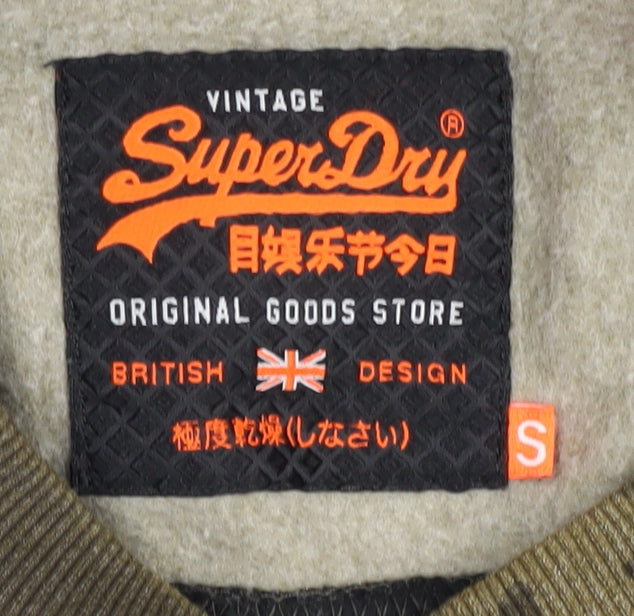 VINTAGE
SuperDry®
目娯乐节今日
ORIGINAL GOODS STORE
BRITISH DESIGN
極度乾燥(しなさい)
S